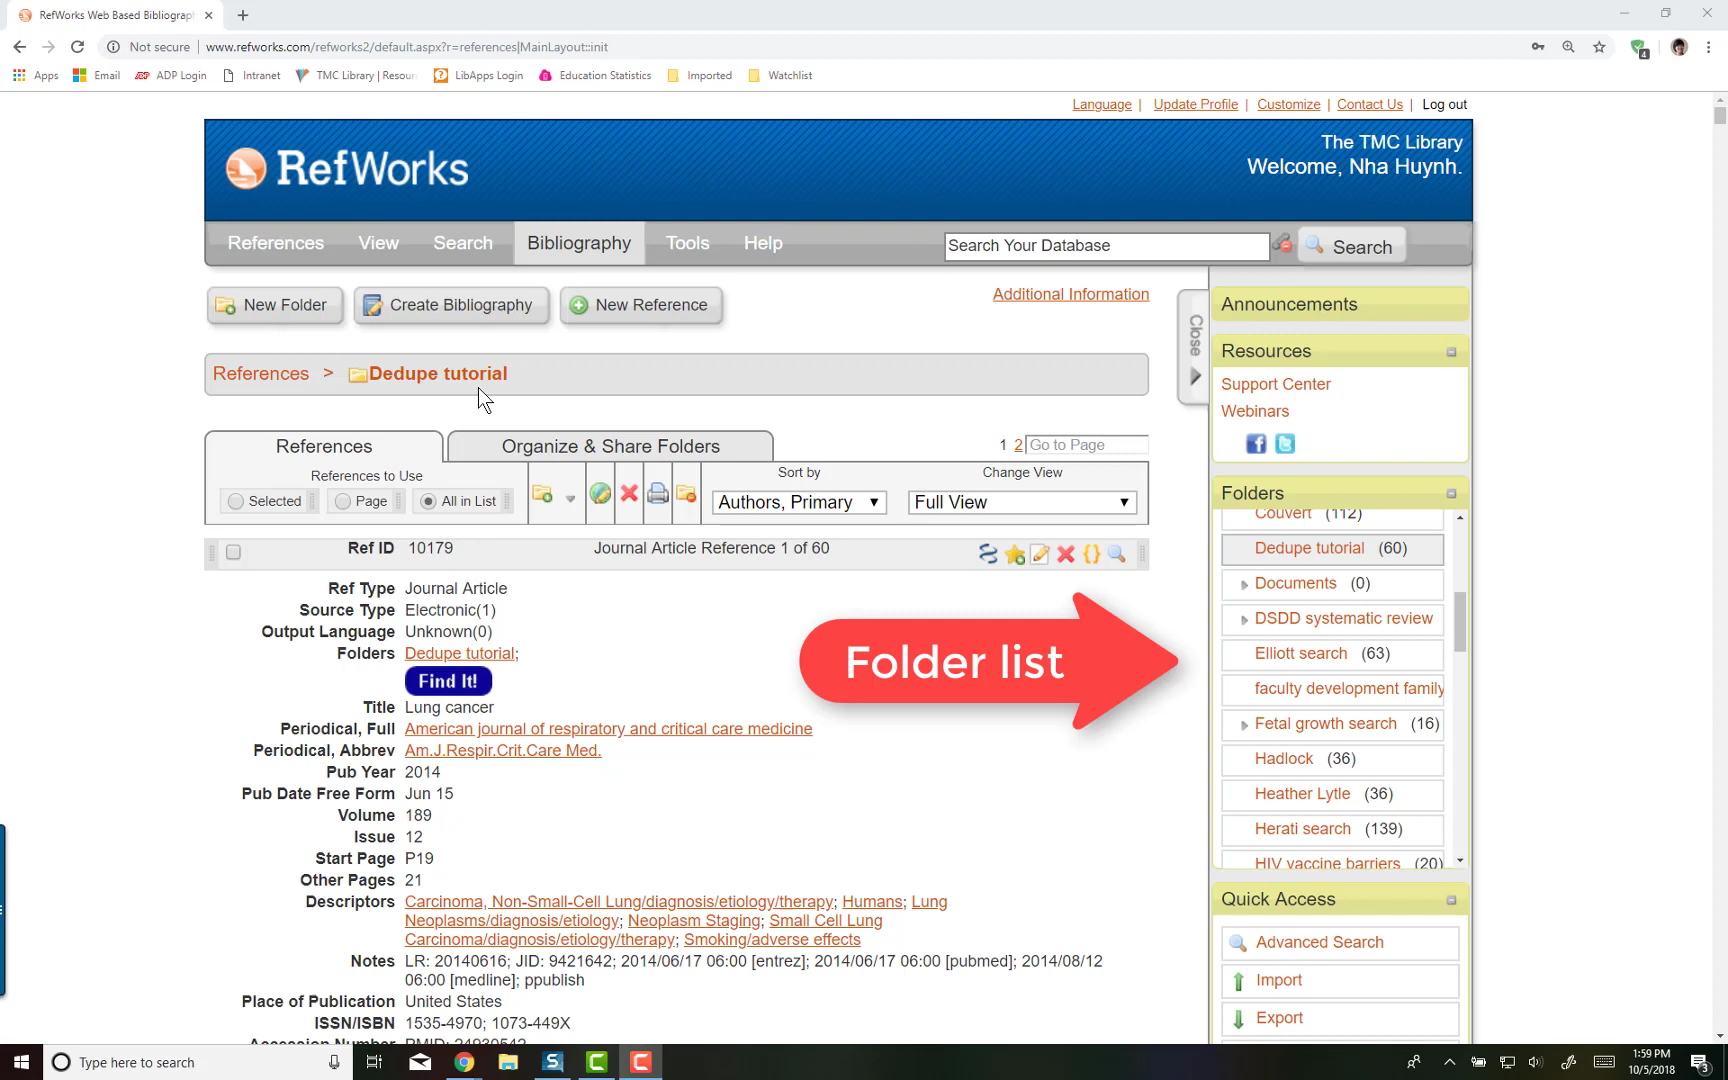 RefWorks Web Based Bibliograp
Not secure | www.refworks.com/refworks2/default.aspx?r=references|MainLayout::init
4
Apps Email ADP Login Intranet TMC Library | Resour LibApps Login Education Statistics Imported Watchlist
Language | Update Profile | Customize | Contact Us | Log out
RefWorks
The TMC Library
Welcome, Nha Huynh.
References View Search Bibliography Tools Help
Search Your Database
Search
New Folder
Create Bibliography
New Reference
Additional Information
Close
References > Dedupe tutorial
References
Organize & Share Folders
1 2 Go to Page
References to Use
Selected Page All in List
Sort by
Authors, Primary
Change View
Full View
Ref ID 10179 Journal Article Reference 1 of 60
Ref Type Journal Article
Source Type Electronic(1)
Output Language Unknown(0)
Folders Dedupe tutorial;
Find It!
Title Lung cancer
Periodical, Full American journal of respiratory and critical care medicine
Periodical, Abbrev Am.J.Respir.Crit.Care Med.
Pub Year 2014
Pub Date Free Form Jun 15
Volume 189
Issue 12
Start Page P19
Other Pages 21
Descriptors Carcinoma, Non-Small-Cell Lung/diagnosis/etiology/therapy; Humans; Lung
Neoplasms/diagnosis/etiology; Neoplasm Staging; Small Cell Lung
Carcinoma/diagnosis/etiology/therapy; Smoking/adverse effects
Notes LR: 20140616; JID: 9421642; 2014/06/17 06:00 [entrez]; 2014/06/17 06:00 [pubmed]; 2014/08/12
06:00 [medline]; ppublish
Place of Publication United States
ISSN/ISBN 1535-4970; 1073-449X
Accession Number PMID: 24930542
Folder list
Announcements
Resources
Support Center
Webinars
Folders
Couvert (112)
Dedupe tutorial (60)
Documents (0)
DSDD systematic review
Elliott search (63)
faculty development family
Fetal growth search (16)
Hadlock (36)
Heather Lytle (36)
Herati search (139)
HIV vaccine barriers (20)
Quick Access
Advanced Search
Import
Export
Type here to search
1:59 PM
10/5/2018
3